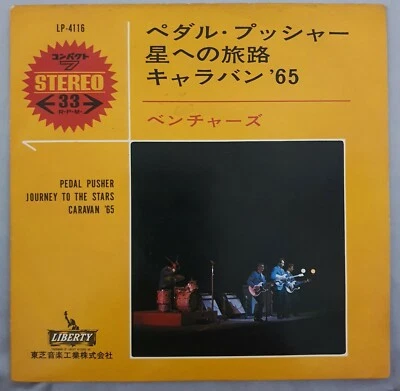 LP-4116
コンパクト
7
STEREO
33
R・P・M
ペダル・プッシャー
星への旅路
キャラバン '65
ベンチャーズ
PEDAL PUSHER
JOURNEY TO THE STARS
CARAVAN '65
LIBERTY
東芝音楽工業株式会社